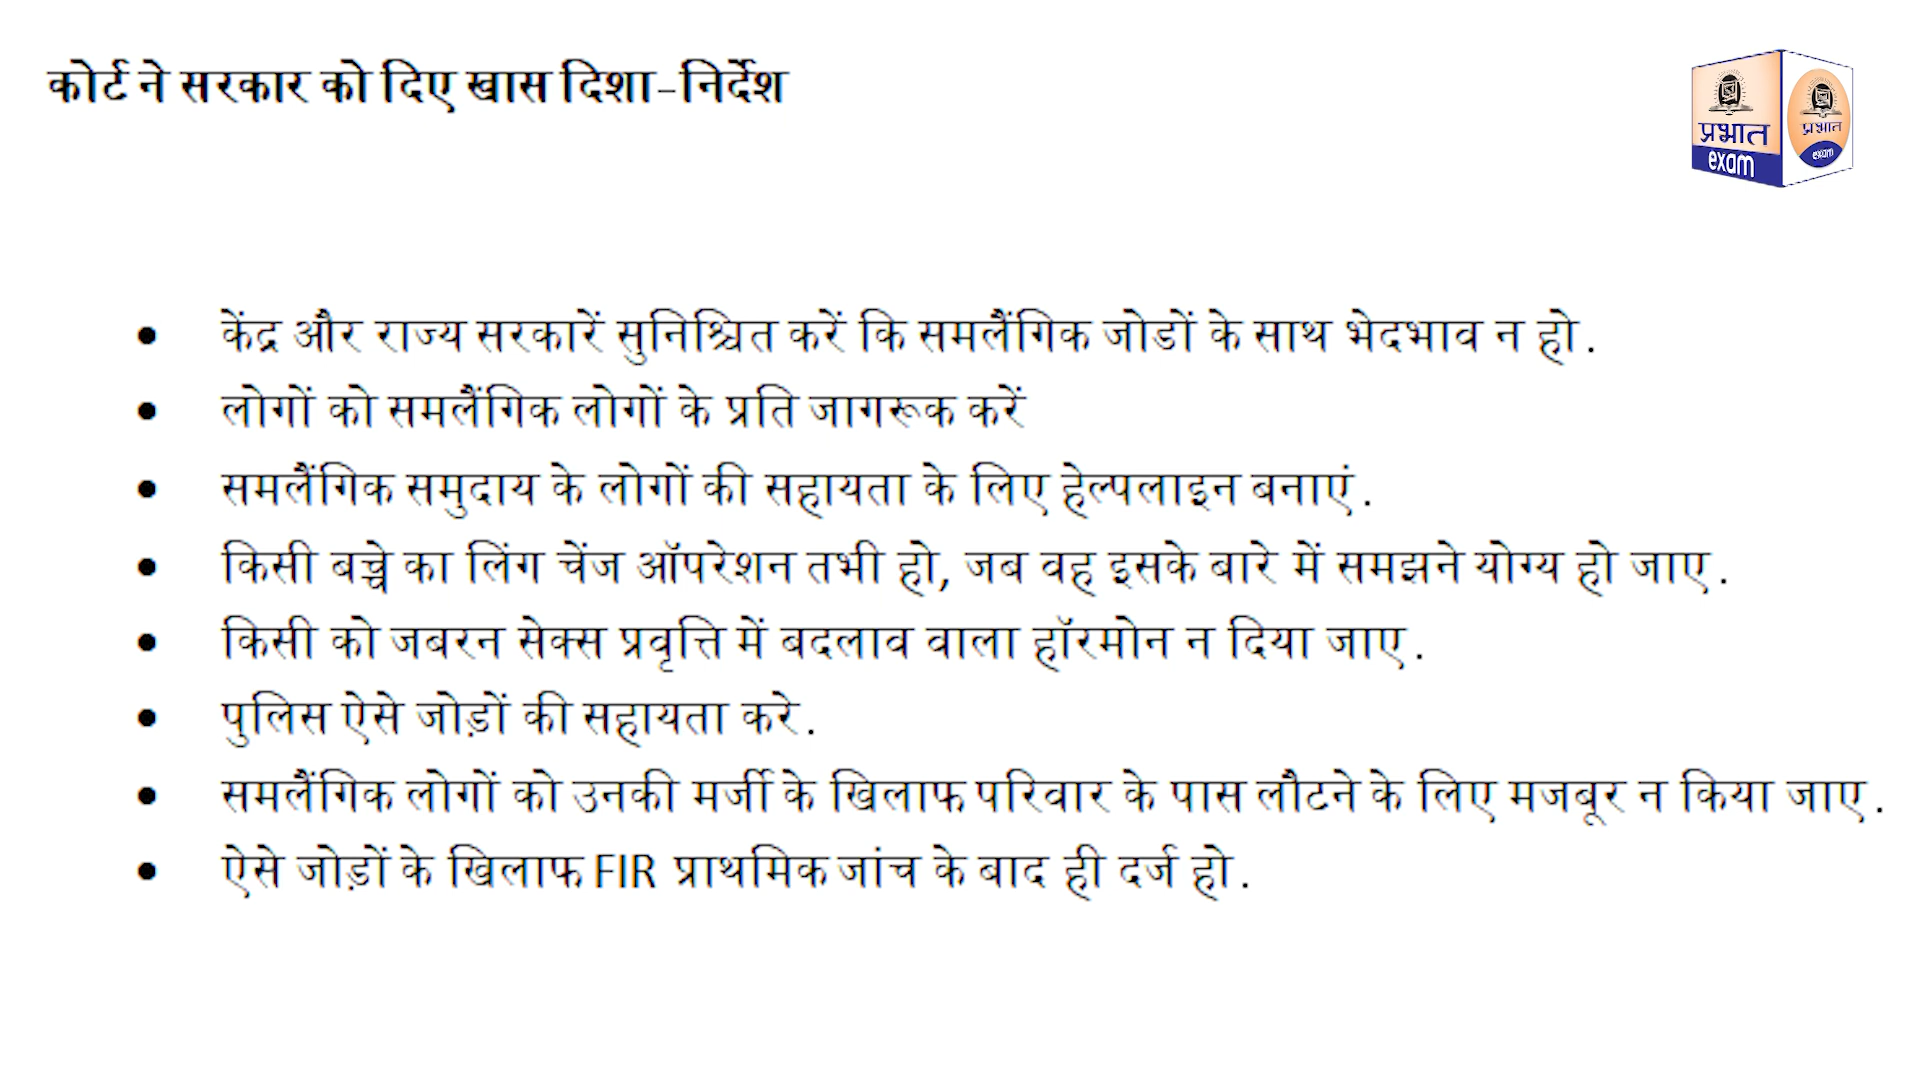 कोर्ट ने सरकार को दिए खास दिशा-निर्देश
प्रभात
exam
प्रभात
exam
• केंद्र और राज्य सरकारें सुनिश्चित करें कि समलैंगिक जोडों के साथ भेदभाव न हो.
• लोगों को समलैंगिक लोगों के प्रति जागरूक करें
• समलैंगिक समुदाय के लोगों की सहायता के लिए हेल्पलाइन बनाएं.
• किसी बच्चे का लिंग चेंज ऑपरेशन तभी हो, जब वह इसके बारे में समझने योग्य हो जाए.
• किसी को जबरन सेक्स प्रवृत्ति में बदलाव वाला हॉरमोन न दिया जाए.
• पुलिस ऐसे जोड़ों की सहायता करे.
• समलैंगिक लोगों को उनकी मर्जी के खिलाफ परिवार के पास लौटने के लिए मजबूर न किया जाए.
• ऐसे जोड़ों के खिलाफ FIR प्राथमिक जांच के बाद ही दर्ज हो.